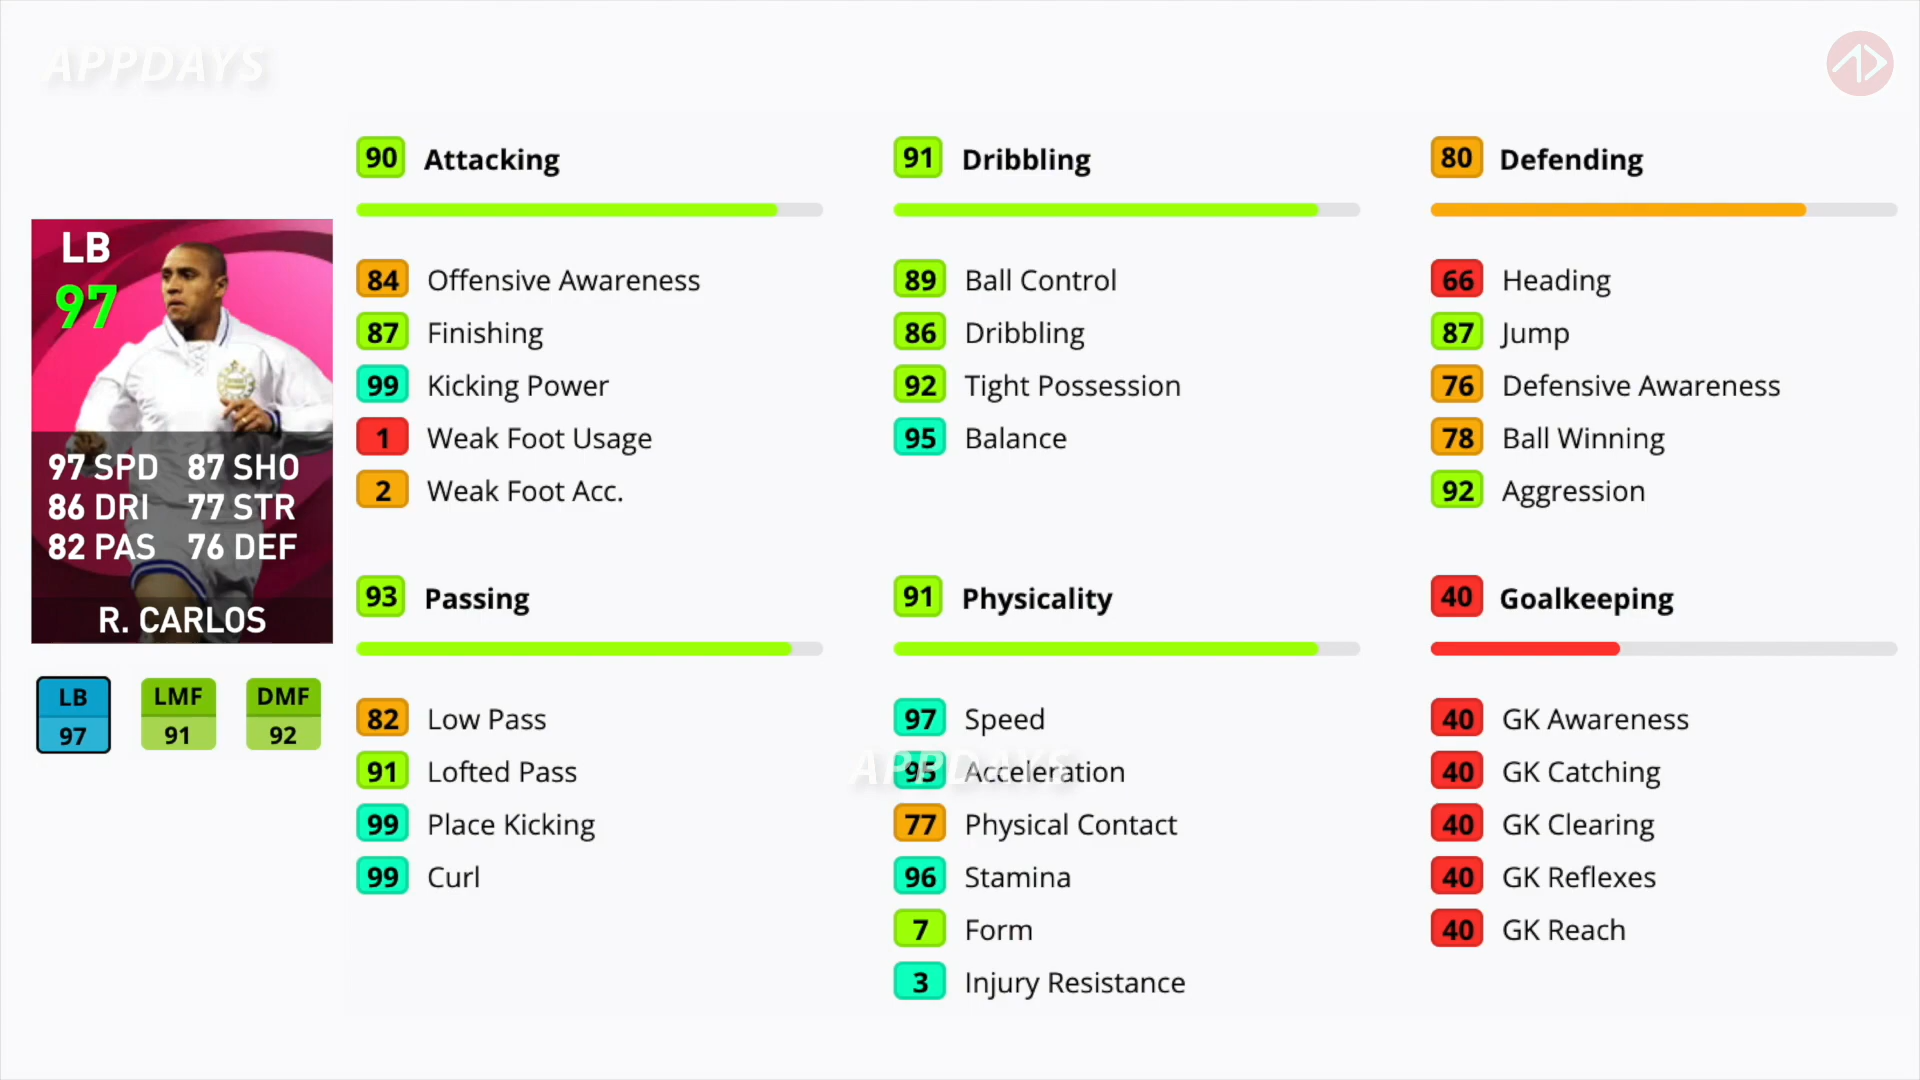 APPDAYS
LB
97
97 SPD 87 SHO
86 DRI 77 STR
82 PAS 76 DEF
R. CARLOS
LB
97
LMF
91
DMF
92
90 Attacking
84 Offensive Awareness
87 Finishing
99 Kicking Power
1 Weak Foot Usage
2 Weak Foot Acc.
91 Dribbling
89 Ball Control
86 Dribbling
92 Tight Possession
95 Balance
80 Defending
66 Heading
87 Jump
76 Defensive Awareness
78 Ball Winning
92 Aggression
93 Passing
82 Low Pass
91 Lofted Pass
99 Place Kicking
99 Curl
91 Physicality
97 Speed
APPDAYS
95 Acceleration
77 Physical Contact
96 Stamina
7 Form
3 Injury Resistance
40 Goalkeeping
40 GK Awareness
40 GK Catching
40 GK Clearing
40 GK Reflexes
40 GK Reach